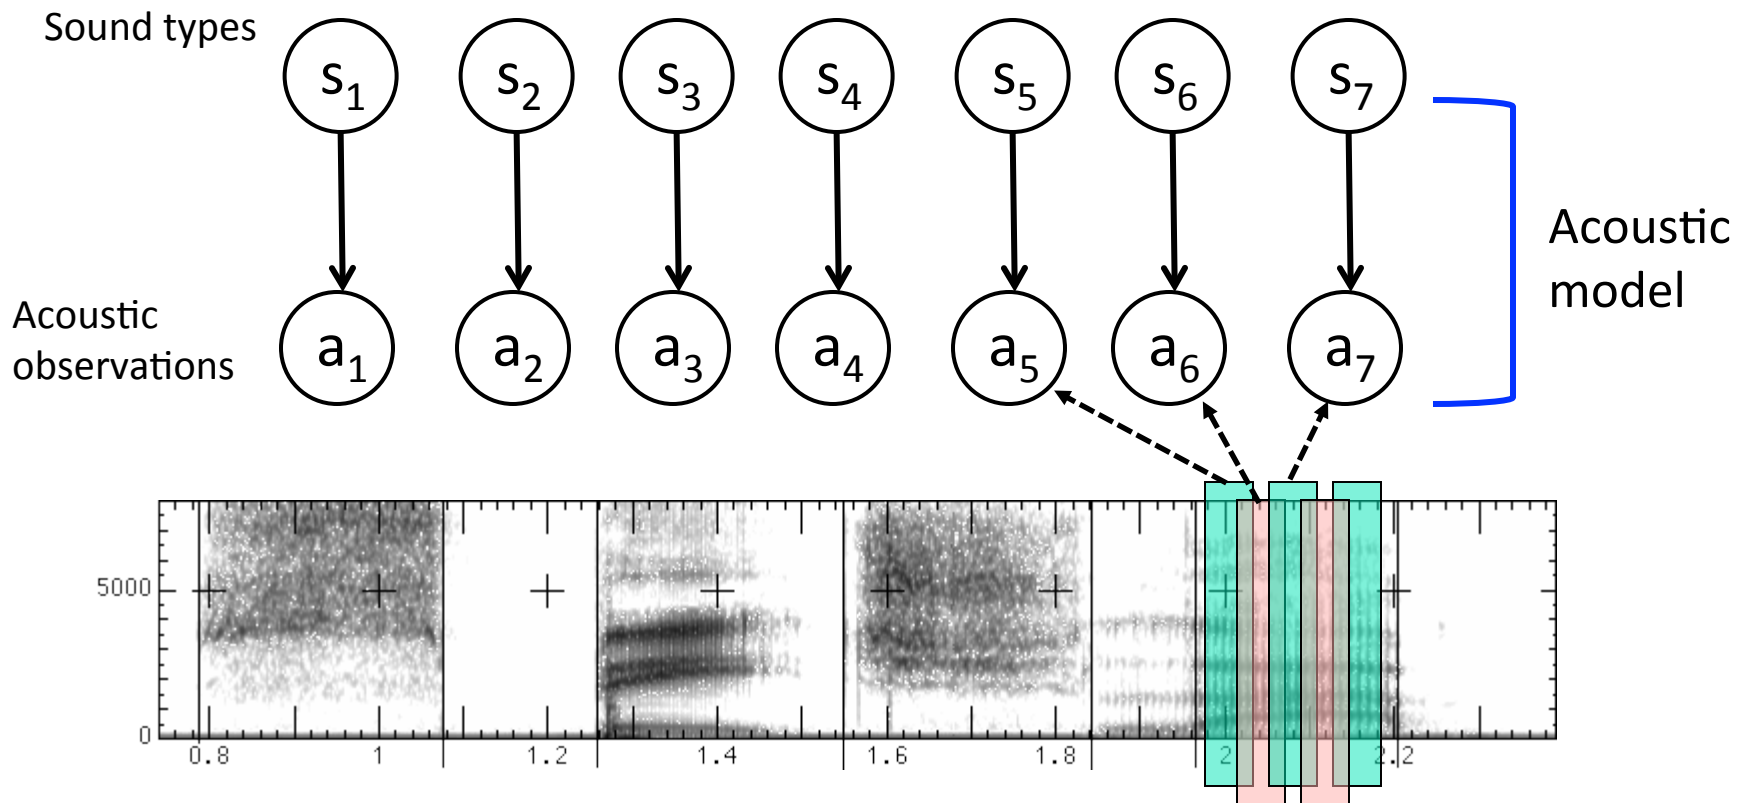 Sound types
s1 s2 s3 s4 s5 s6 s7
Acoustic
model
Acoustic
observations
a1 a2 a3 a4 a5 a6 a7
5000
0
0.8 1 1.2 1.4 1.6 1.8 2 2.2